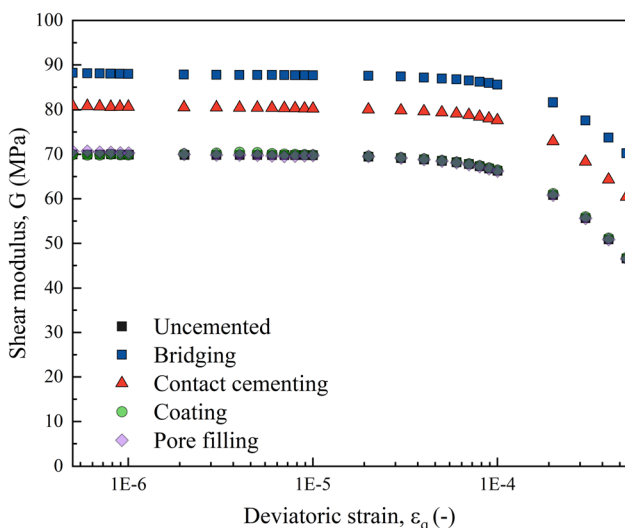 100
90
80
70
60
50
40
30
20
10
0
Shear modulus, G (MPa)
Uncemented
Bridging
Contact cementing
Coating
Pore filling
1E-6 1E-5 1E-4
Deviatoric strain, εq (-)